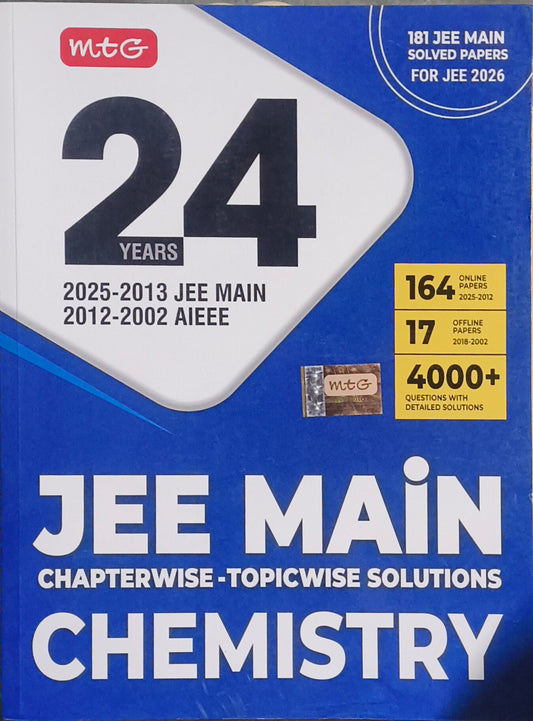 mtG
181 JEE MAIN
SOLVED PAPERS
FOR JEE 2026
24
YEARS
2025-2013 JEE MAIN
2012-2002 AIEEE
164 ONLINE
PAPERS
2025-2012
17 OFFLINE
PAPERS
2018-2002
4000+
QUESTIONS WITH
DETAILED SOLUTIONS
mtG
JEE MAiN
CHAPTERWISE-TOPICWISE SOLUTIONS
CHEMISTRY